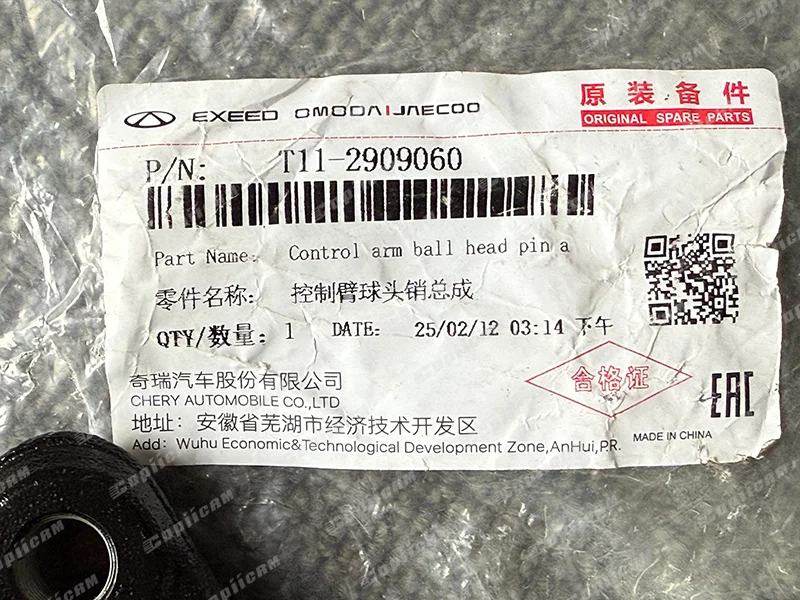 EXEED OMODA | JAECOO
原装备件
ORIGINAL SPARE PARTS
P/N: T11-2909060
Part Name: Control arm ball head pin a
零件名称: 控制臂球头销总成
QTY/数量: 1 DATE: 25/02/12 03:14 下午
奇瑞汽车股份有限公司
CHERY AUTOMOBILE CO.,LTD
合格证
EAC
地址: 安徽省芜湖市经济技术开发区
Add: Wuhu Economic&Technological Development Zone,AnHui,P.R.
MADE IN CHINA
CapiiCAM